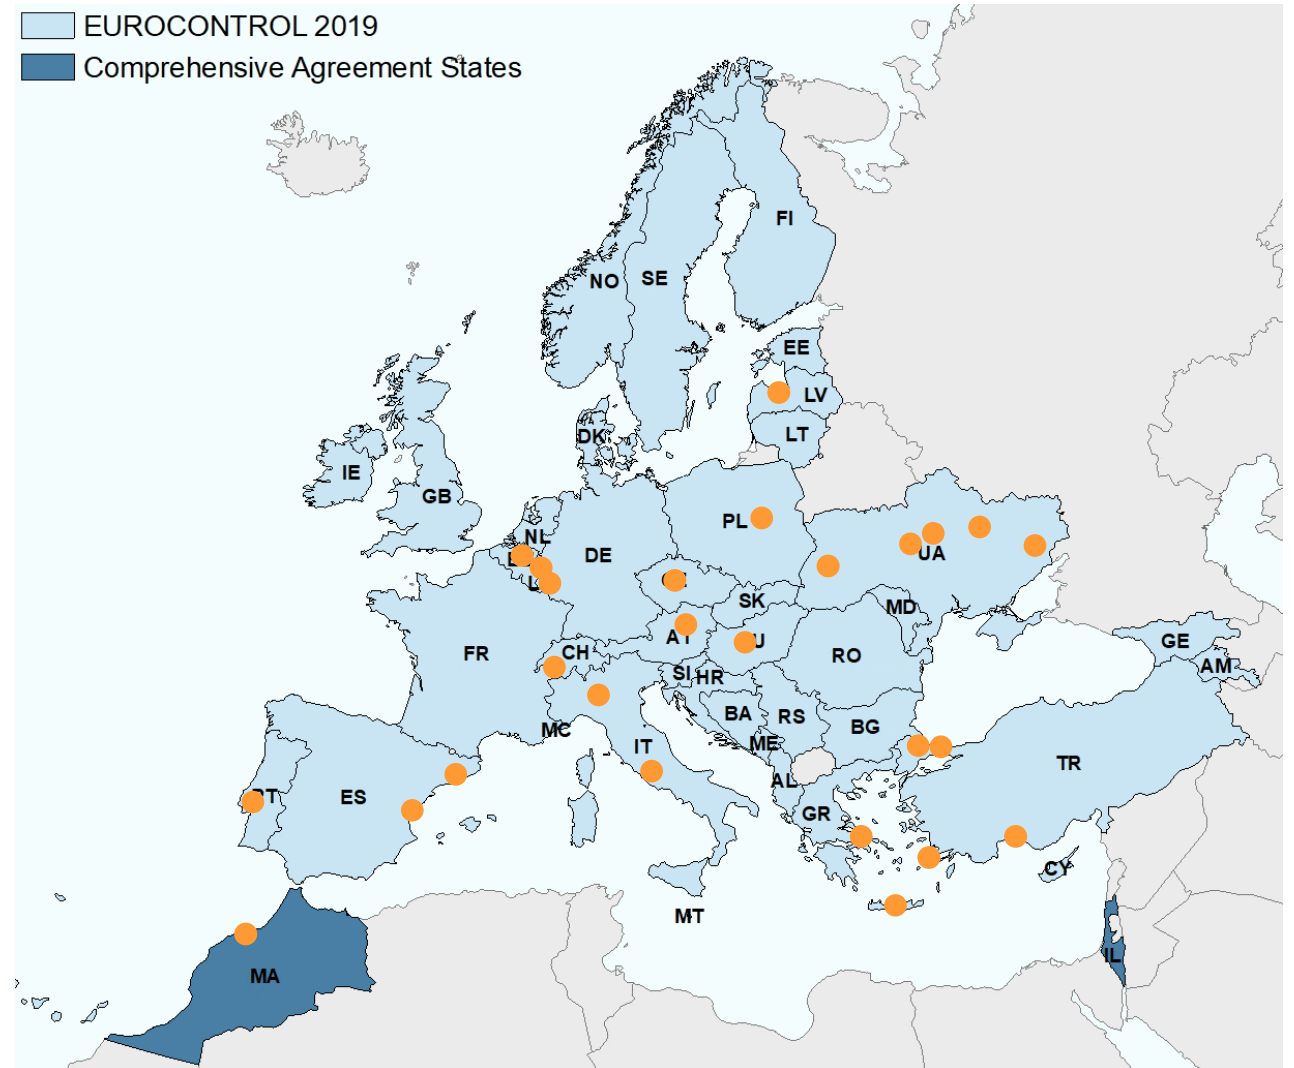 EUROCONTROL 2019
Comprehensive Agreement States
FI
NO
SE
EE
LV
LT
DK
IE
GB
NL
PL
DE
UA
SK
MD
GE
AM
FR
CH
RO
SI
HR
BA
RS
BG
MC
ME
IT
TR
ES
AL
GR
CY
MT
IL
MA